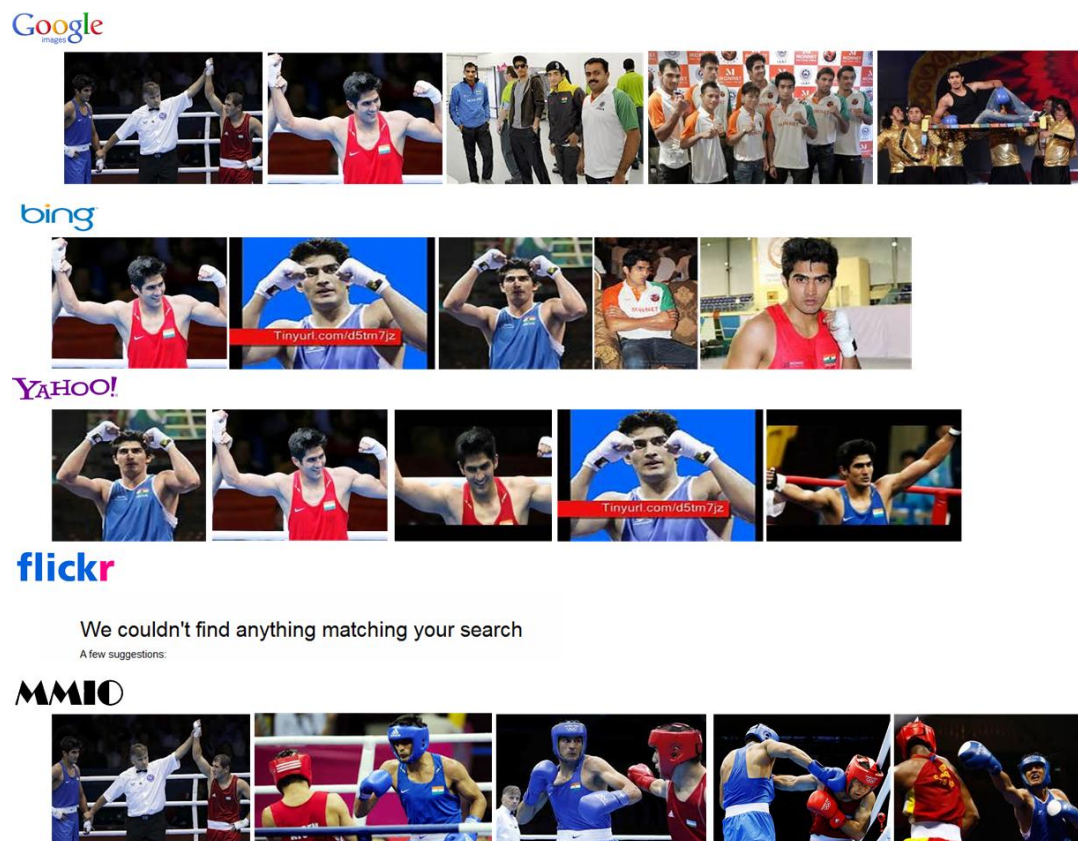 Google
images
bing
Tinyurl.com/d5tm7jz
YAHOO!
Tinyurl.com/d5tm7jz
flickr
We couldn't find anything matching your search
A few suggestions:
MMIO